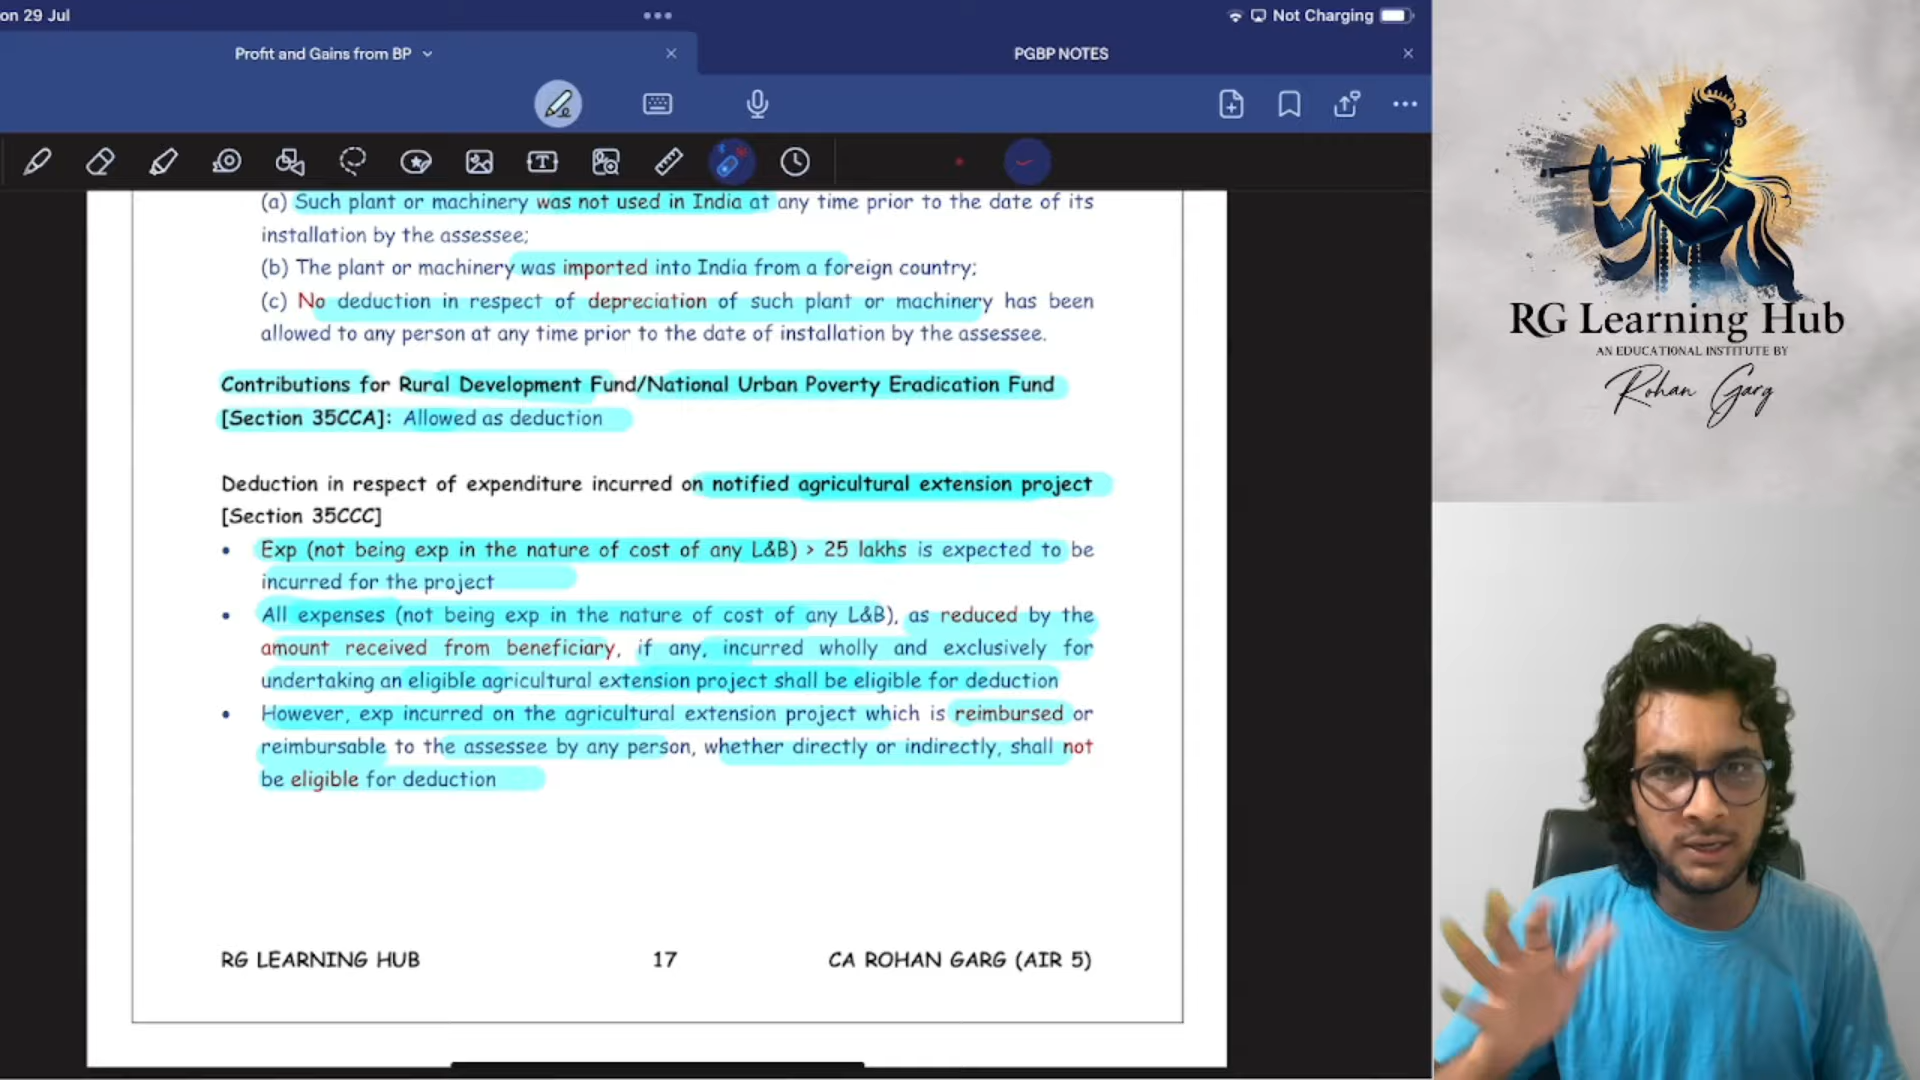 on 29 Jul
Not Charging
Profit and Gains from BP
PGBP NOTES
(a) Such plant or machinery was not used in India at any time prior to the date of its
installation by the assessee;
(b) The plant or machinery was imported into India from a foreign country;
(c) No deduction in respect of depreciation of such plant or machinery has been
allowed to any person at any time prior to the date of installation by the assessee.
Contributions for Rural Development Fund/National Urban Poverty Eradication Fund
[Section 35CCA]: Allowed as deduction
Deduction in respect of expenditure incurred on notified agricultural extension project
[Section 35CCC]
• Exp (not being exp in the nature of cost of any L&B) > 25 lakhs is expected to be
incurred for the project
• All expenses (not being exp in the nature of cost of any L&B), as reduced by the
amount received from beneficiary, if any, incurred wholly and exclusively for
undertaking an eligible agricultural extension project shall be eligible for deduction
• However, exp incurred on the agricultural extension project which is reimbursed or
reimbursable to the assessee by any person, whether directly or indirectly, shall not
be eligible for deduction
RG LEARNING HUB 17 CA ROHAN GARG (AIR 5)
RG Learning Hub
AN EDUCATIONAL INSTITUTE BY
Rohan Garg